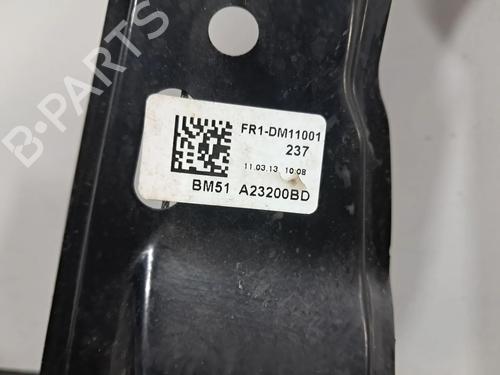 B-PARTS
FR1-DM11001
237
11.03.13 10:08
BM51 A23200BD